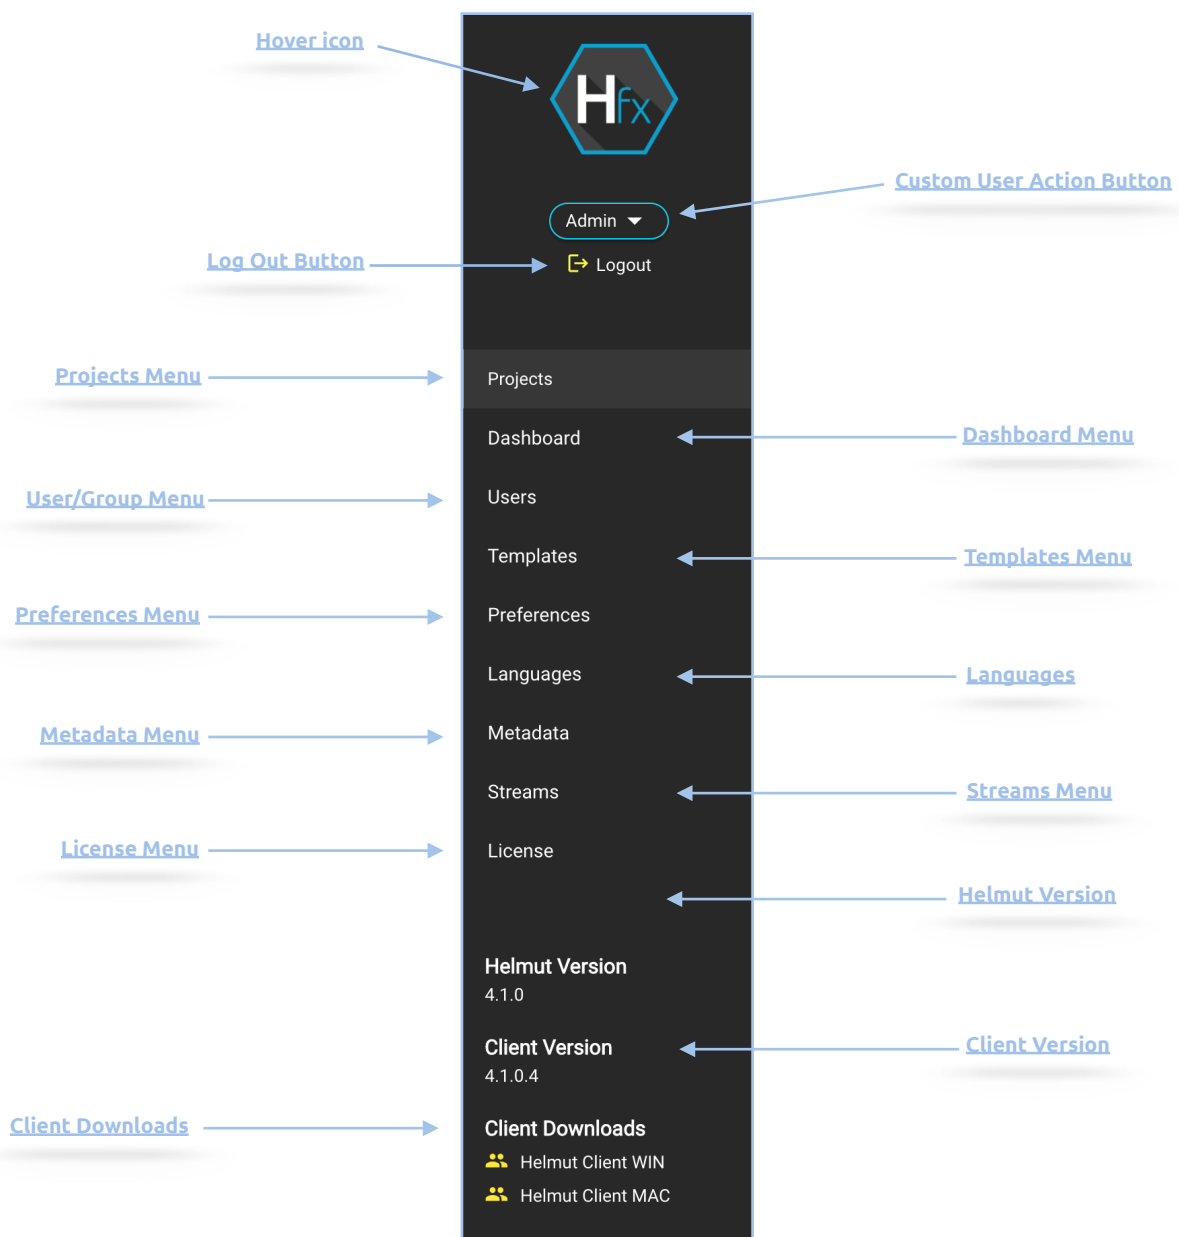 Hover icon
Hfx
Custom User Action Button
Admin
Log Out Button
Logout
Projects Menu
Projects
Dashboard
Dashboard Menu
User/Group Menu
Users
Templates
Templates Menu
Preferences Menu
Preferences
Languages
Languages
Metadata Menu
Metadata
Streams
Streams Menu
License Menu
License
Helmut Version
Helmut Version
4.1.0
Client Version
Client Version
4.1.0.4
Client Downloads
Client Downloads
Helmut Client WIN
Helmut Client MAC